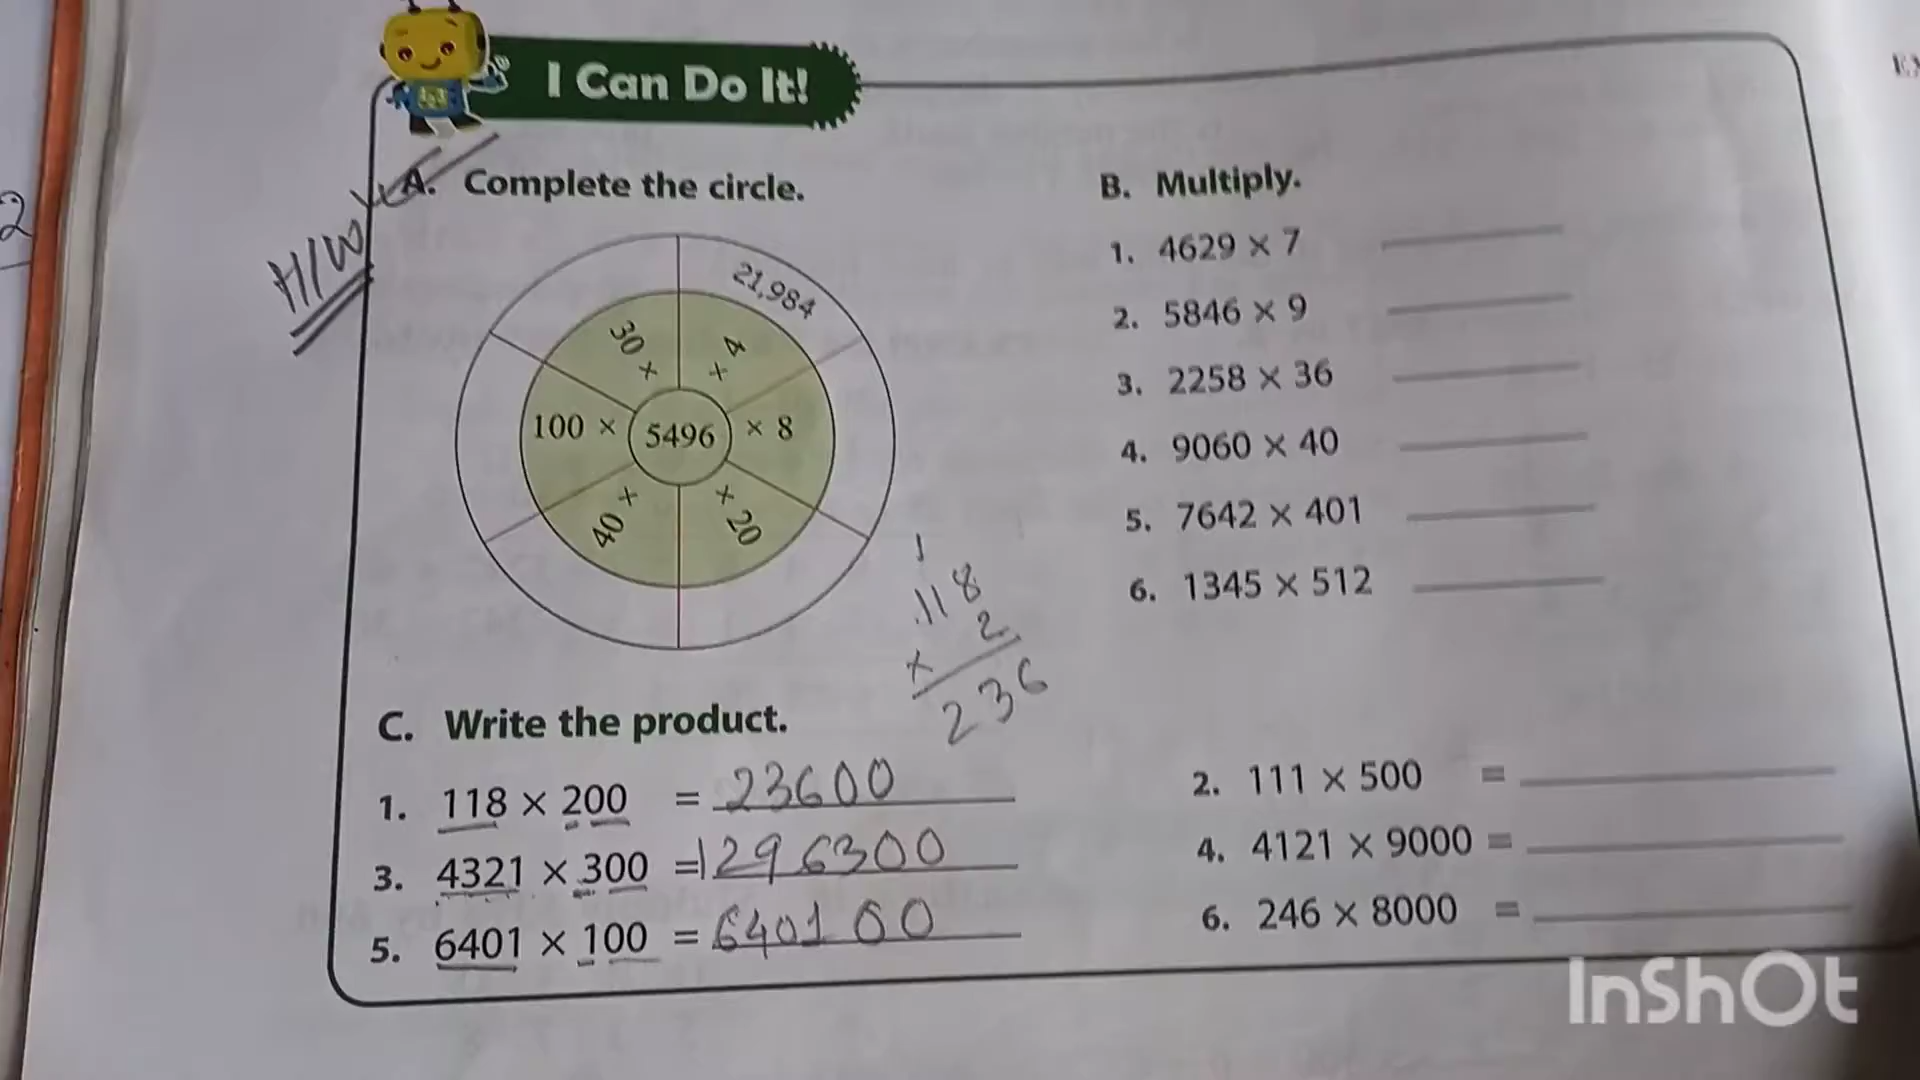 I Can Do It!
H/W
A. Complete the circle.
21,984
30 ×
× 4
100 ×
5496
× 8
40 ×
× 20
B. Multiply.
1. 4629 × 7
2. 5846 × 9
3. 2258 × 36
4. 9060 × 40
5. 7642 × 401
6. 1345 × 512
1
118
× 2
236
C. Write the product.
1. 118 × 200 = 23600
2. 111 × 500 =
3. 4321 × 300 = 1296300
4. 4121 × 9000 =
5. 6401 × 100 = 640100
6. 246 × 8000 =
2
InShOt